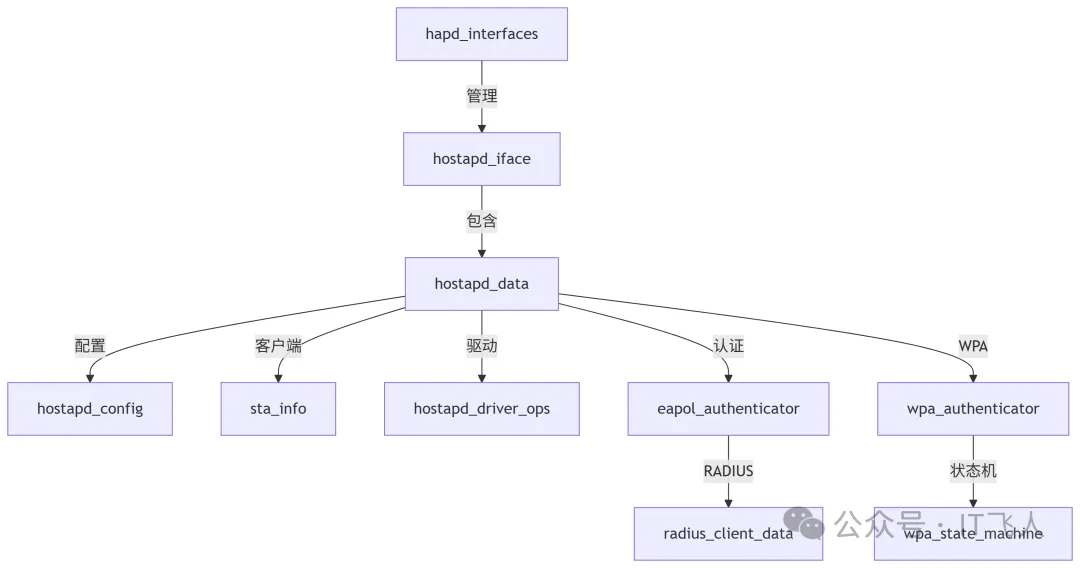 hapd_interfaces
管理
hostapd_iface
包含
hostapd_data
配置
客户端
驱动
认证
WPA
hostapd_config
sta_info
hostapd_driver_ops
eapol_authenticator
wpa_authenticator
RADIUS
状态机
radius_client_data
wpa_state_machine
公众号 · IT飞人